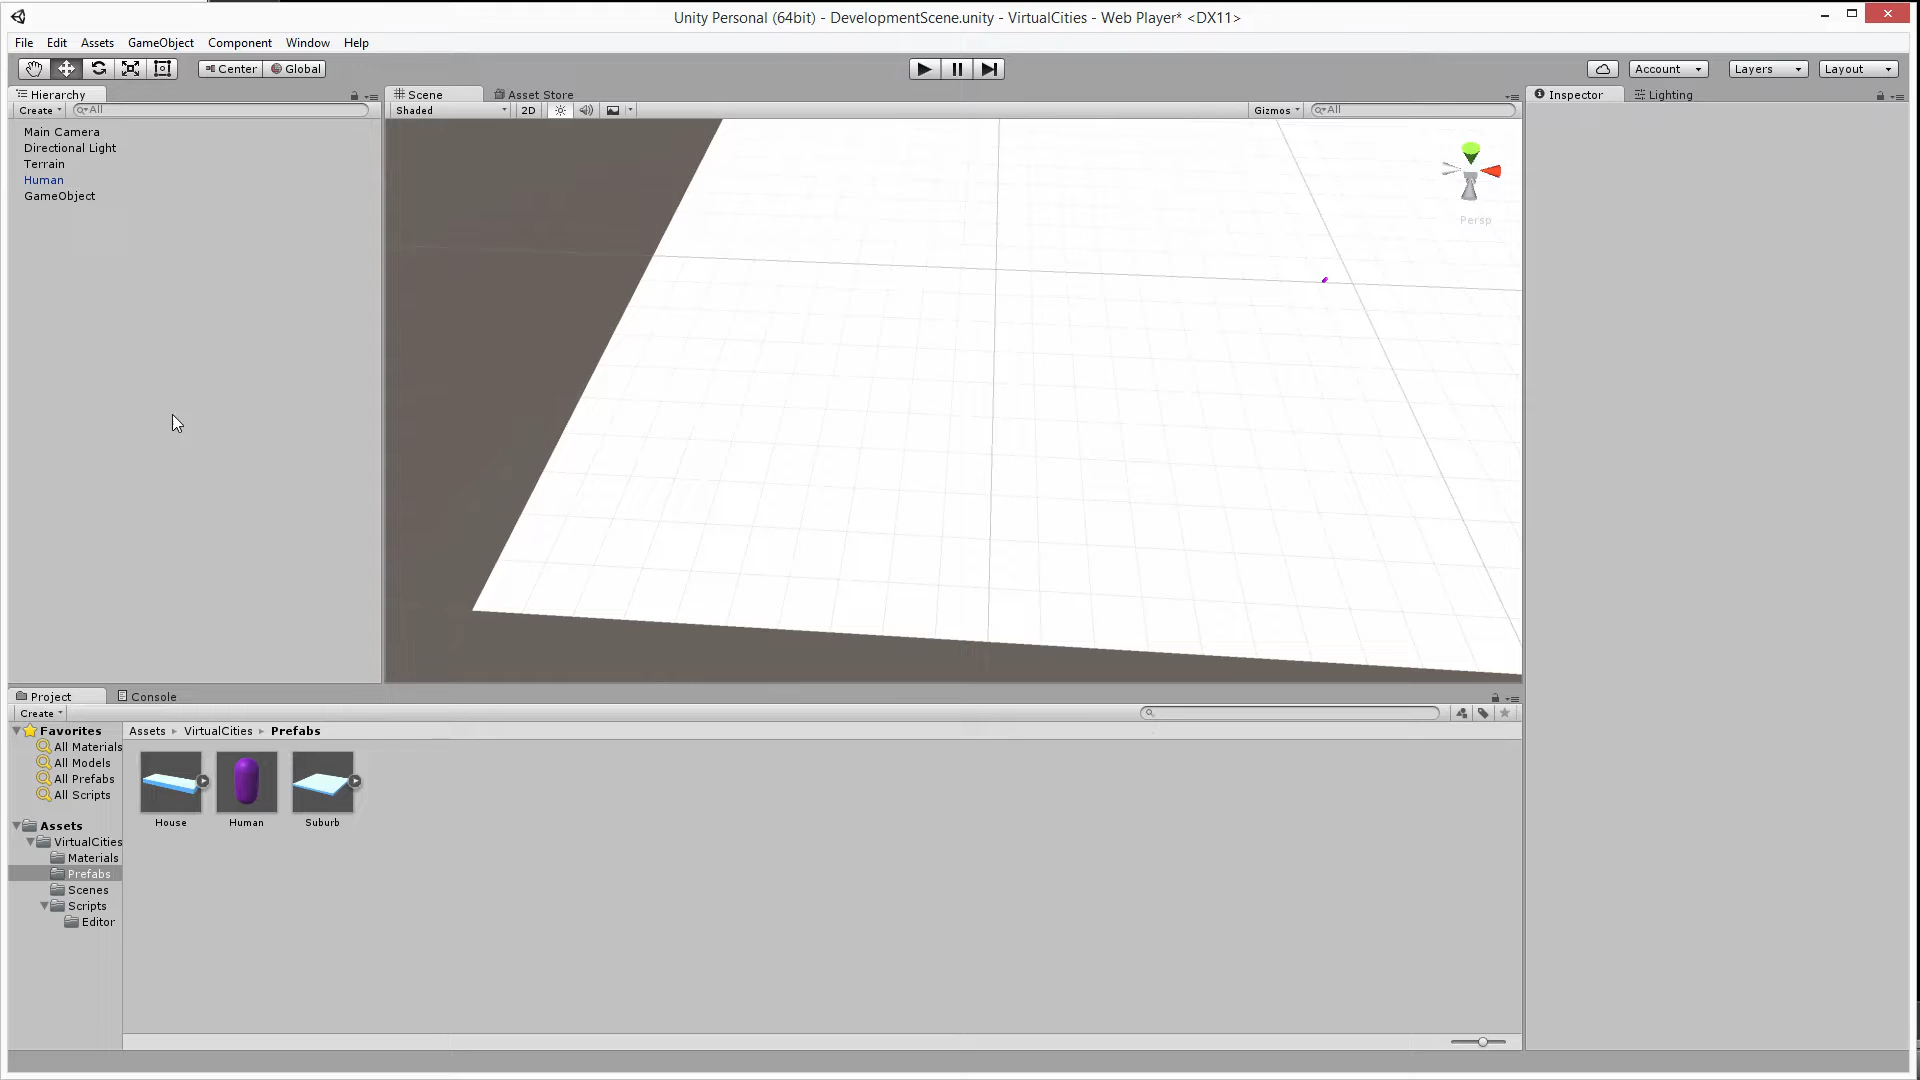 Unity Personal (64bit) - DevelopmentScene.unity - VirtualCities - Web Player* <DX11>
File Edit Assets GameObject Component Window Help
Center Global Account Layers Layout
Hierarchy
Create All
Main Camera
Directional Light
Terrain
Human
GameObject
Scene Asset Store
Shaded 2D Gizmos All
Persp
Inspector Lighting
Project Console
Create
Favorites
All Materials
All Models
All Prefabs
All Scripts
Assets
VirtualCities
Materials
Prefabs
Scenes
Scripts
Editor
Assets VirtualCities Prefabs
House Human Suburb